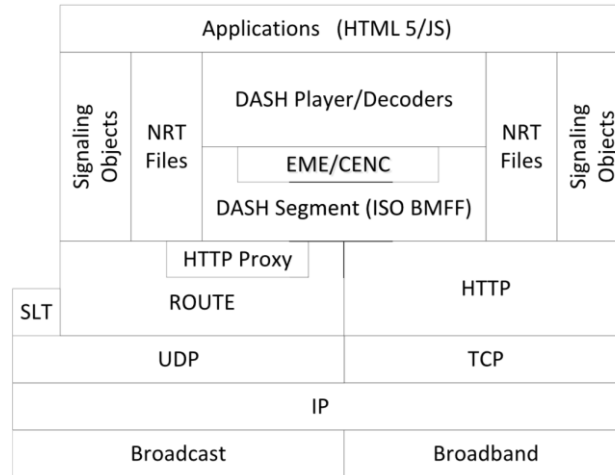 Applications (HTML 5/JS)
Signaling
Objects
NRT
Files
DASH Player/Decoders
EME/CENC
DASH Segment (ISO BMFF)
NRT
Files
Signaling
Objects
HTTP Proxy
ROUTE
HTTP
SLT
UDP
TCP
IP
Broadcast
Broadband